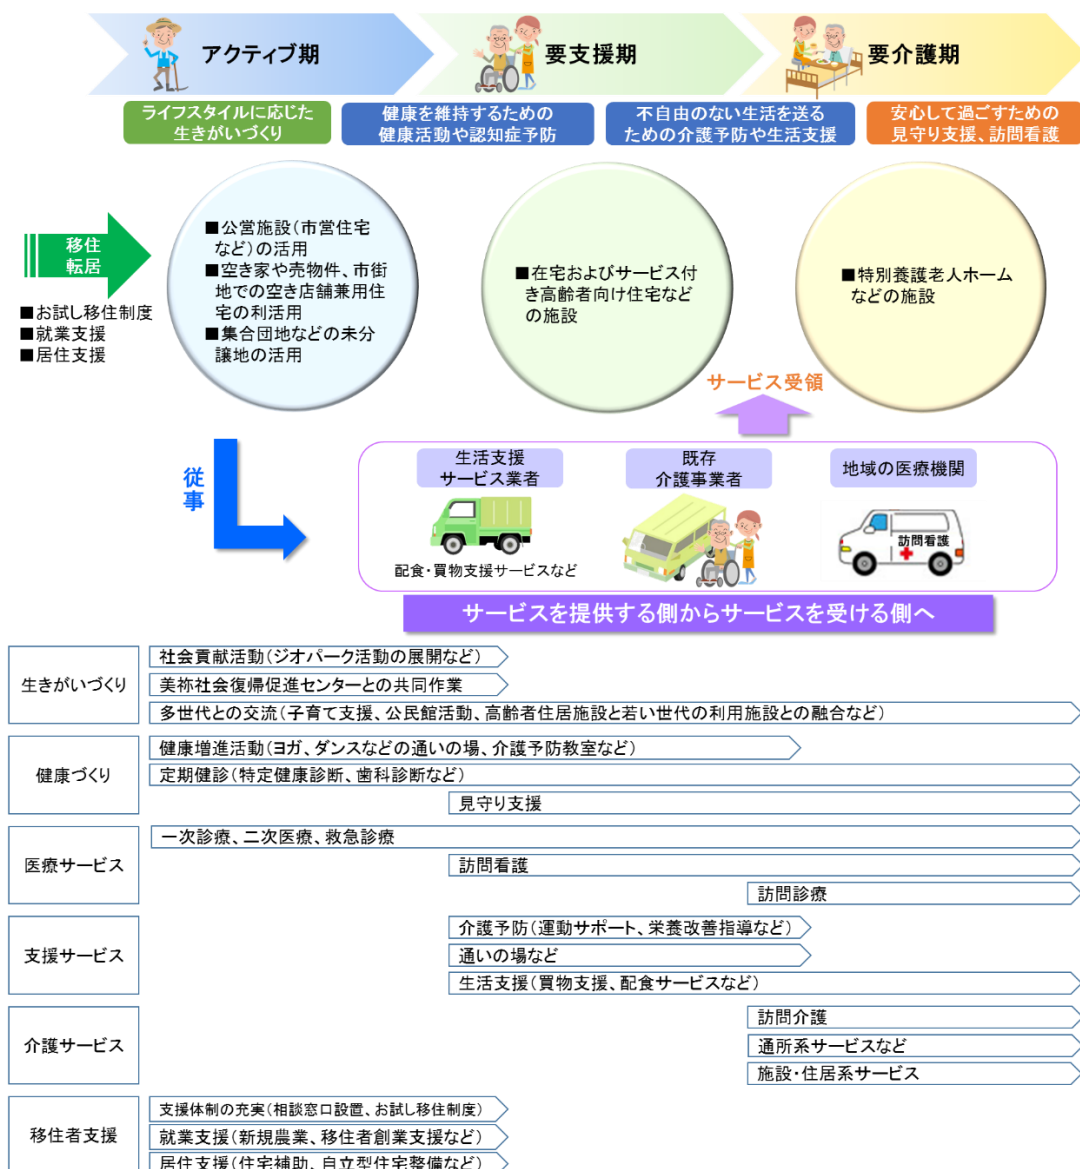 アクティブ期
要支援期
要介護期
ライフスタイルに応じた
生きがいづくり
健康を維持するための
健康活動や認知症予防
不自由のない生活を送る
ための介護予防や生活支援
安心して過ごすための
見守り支援、訪問看護
移住
転居
■お試し移住制度
■就業支援
■居住支援
■公営施設(市営住宅
など)の活用
■空き家や売物件、市街
地での空き店舗兼用住
宅の利活用
■集合団地などの未分
譲地の活用
■在宅およびサービス付
き高齢者向け住宅など
の施設
■特別養護老人ホーム
などの施設
サービス受領
従事
生活支援
サービス業者
既存
介護事業者
地域の医療機関
訪問看護
配食・買物支援サービスなど
サービスを提供する側からサービスを受ける側へ
生きがいづくり
社会貢献活動(ジオパーク活動の展開など)
美祢社会復帰促進センターとの共同作業
多世代との交流(子育て支援、公民館活動、高齢者住居施設と若い世代の利用施設との融合など)
健康づくり
健康増進活動(ヨガ、ダンスなどの通いの場、介護予防教室など)
定期健診(特定健康診断、歯科診断など)
見守り支援
医療サービス
一次診療、二次医療、救急診療
訪問看護
訪問診療
支援サービス
介護予防(運動サポート、栄養改善指導など)
通いの場など
生活支援(買物支援、配食サービスなど)
介護サービス
訪問介護
通所系サービスなど
施設・住居系サービス
移住者支援
支援体制の充実(相談窓口設置、お試し移住制度)
就業支援(新規農業、移住者創業支援など)
居住支援(住宅補助、自立型住宅整備など)